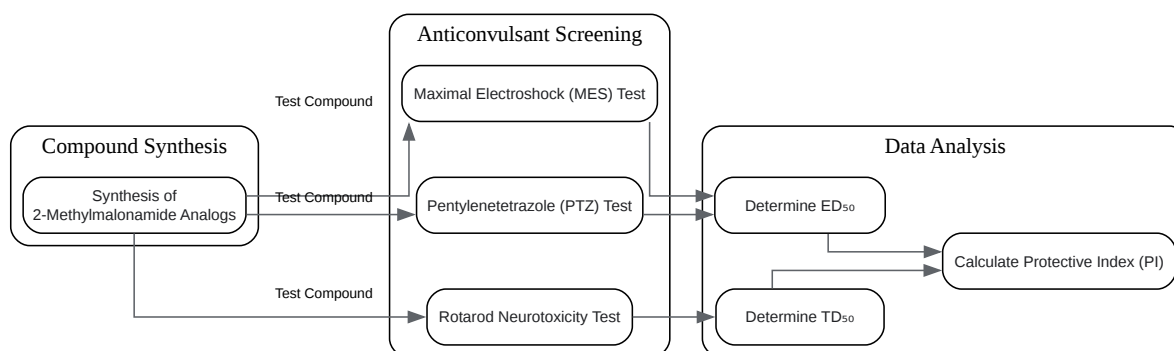 Anticonvulsant Screening
Test Compound
Maximal Electroshock (MES) Test
Compound Synthesis
Data Analysis
Synthesis of
2-Methylmalonamide Analogs
Test Compound
Pentylenetetrazole (PTZ) Test
Determine ED₅₀
Calculate Protective Index (PI)
Test Compound
Rotarod Neurotoxicity Test
Determine TD₅₀